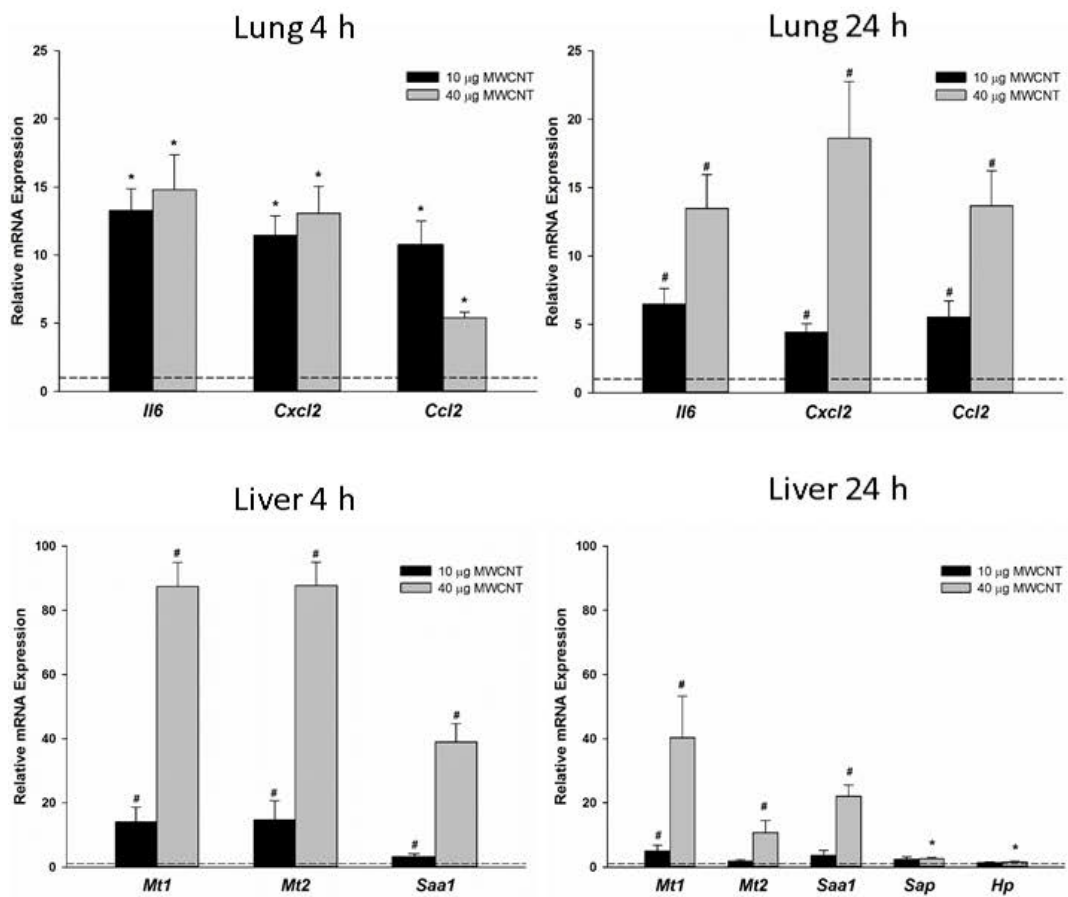 Lung 4 h
25
20
15
10
5
0
Relative mRNA Expression
10 μg MWCNT
40 μg MWCNT
* * * * * *
Il6 Cxcl2 Ccl2
Lung 24 h
25
20
15
10
5
0
Relative mRNA Expression
10 μg MWCNT
40 μg MWCNT
# # # # # #
Il6 Cxcl2 Ccl2
Liver 4 h
100
80
60
40
20
0
Relative mRNA Expression
10 μg MWCNT
40 μg MWCNT
# # # # # #
Mt1 Mt2 Saa1
Liver 24 h
100
80
60
40
20
0
Relative mRNA Expression
10 μg MWCNT
40 μg MWCNT
# # # # * *
Mt1 Mt2 Saa1 Sap Hp